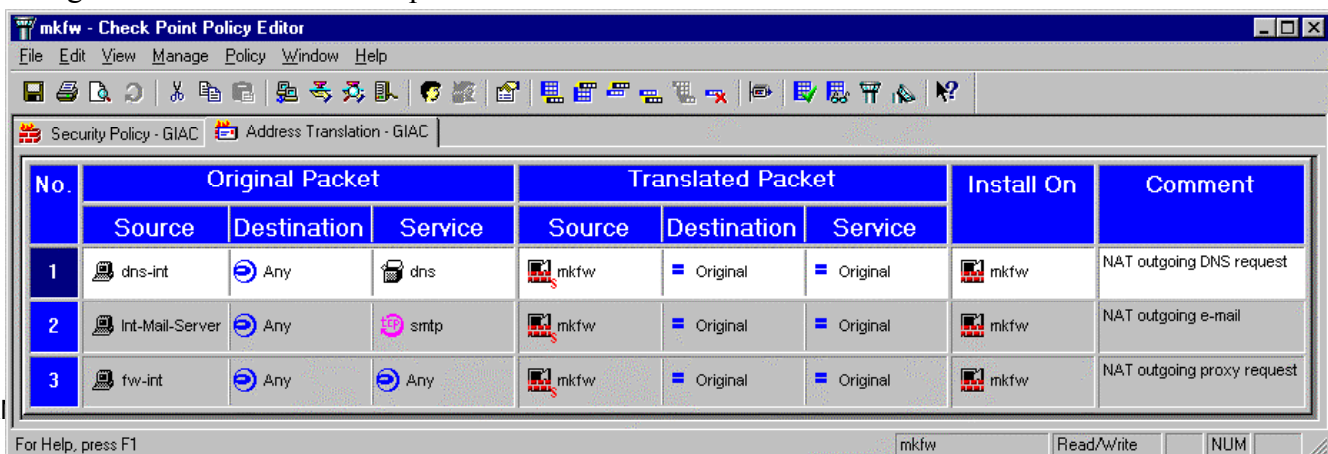 mkfw - Check Point Policy Editor
File Edit View Manage Policy Window Help
Security Policy - GIAC Address Translation - GIAC
No. Original Packet Translated Packet Install On Comment
Source Destination Service Source Destination Service
1 dns-int Any dns mkfw S = Original = Original mkfw NAT outgoing DNS request
2 Int-Mail-Server Any TCP smtp mkfw S = Original = Original mkfw NAT outgoing e-mail
3 fw-int Any Any mkfw S = Original = Original mkfw NAT outgoing proxy request
For Help, press F1 mkfw Read/Write NUM